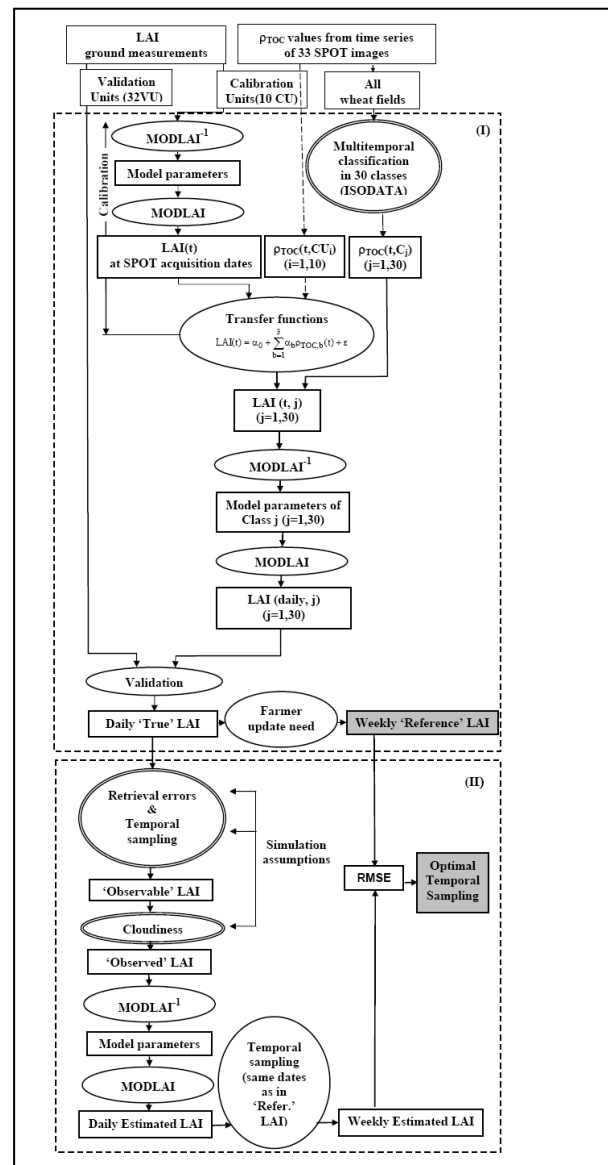 LAI
ground measurements
ρTOC values from time series
of 33 SPOT images
Validation
Units (32VU)
Calibration
Units(10 CU)
All
wheat fields
(I)
Calibration
MODLAI-1
Model parameters
MODLAI
LAI(t)
at SPOT acquisition dates
Multitemporal
classification
in 30 classes
(ISODATA)
ρTOC(t,CUi)
(i=1,10)
ρTOC(t,Cj)
(j=1,30)
Transfer functions
LAI(t) = α0 + 3∑b=1 αbρTOC,b(t) + ε
LAI (t, j)
(j=1,30)
MODLAI-1
Model parameters of
Class j (j=1,30)
MODLAI
LAI (daily, j)
(j=1,30)
Validation
Daily ‘True’ LAI
Farmer
update need
Weekly ‘Reference’ LAI
(II)
Retrieval errors
&
Temporal
sampling
Simulation
assumptions
‘Observable’ LAI
Cloudiness
‘Observed’ LAI
MODLAI-1
Model parameters
MODLAI
Daily Estimated LAI
Temporal
sampling
(same dates
as in
‘Refer.’
LAI)
Weekly Estimated LAI
RMSE
Optimal
Temporal
Sampling